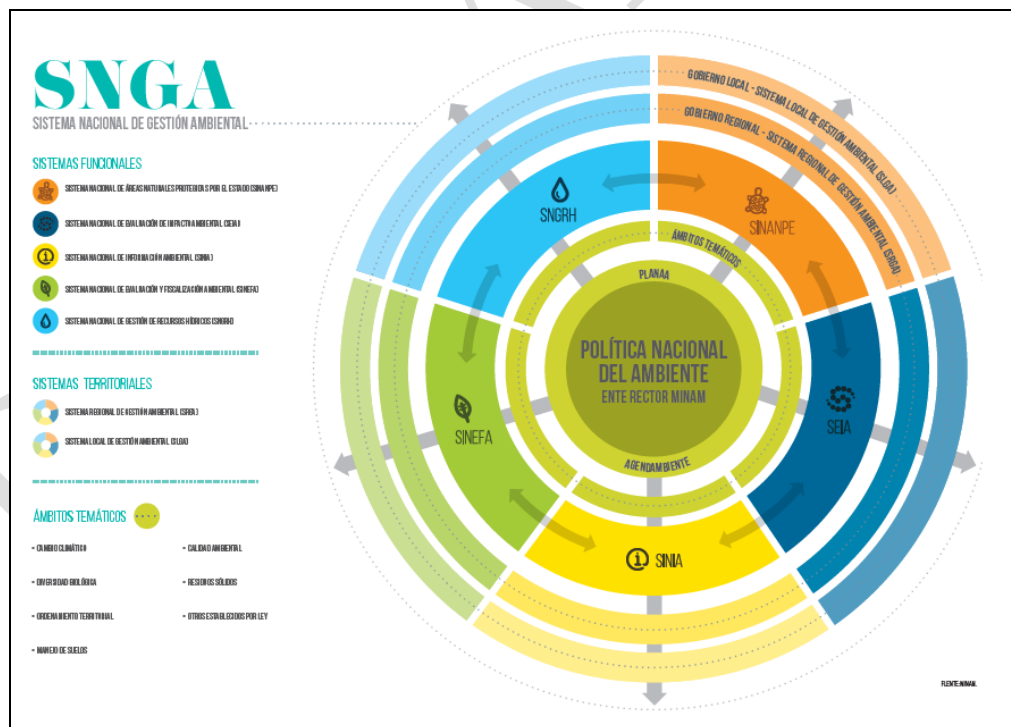 SNGA
SISTEMA NACIONAL DE GESTIÓN AMBIENTAL
SISTEMAS FUNCIONALES
SISTEMA NACIONAL DE ÁREAS NATURALES PROTEGIDAS POR EL ESTADO (SINANPE)
SISTEMA NACIONAL DE EVALUACIÓN DE IMPACTO AMBIENTAL (SEIA)
SISTEMA NACIONAL DE INFORMACIÓN AMBIENTAL (SINIA)
SISTEMA NACIONAL DE EVALUACIÓN Y FISCALIZACIÓN AMBIENTAL (SINEFA)
SISTEMA NACIONAL DE GESTIÓN DE RECURSOS HÍDRICOS (SNGRH)
SISTEMAS TERRITORIALES
SISTEMA REGIONAL DE GESTIÓN AMBIENTAL
SISTEMA LOCAL DE GESTIÓN AMBIENTAL (SLGA)
ÁMBITOS TEMÁTICOS
- CAMBIO CLIMÁTICO
- CALIDAD AMBIENTAL
- DIVERSIDAD BIOLÓGICA
- RESIDUOS SÓLIDOS
- ORDENAMIENTO TERRITORIAL
- OTROS ESTABLECIDOS POR LEY
- MANEJO DE SUELOS
GOBIERNO LOCAL - SISTEMA LOCAL DE GESTIÓN AMBIENTAL (SLGA)
GOBIERNO REGIONAL - SISTEMA REGIONAL DE GESTIÓN AMBIENTAL (SRGA)
SNGRH
SINANPE
ÁMBITOS TEMÁTICOS
PLANAA
POLÍTICA NACIONAL
DEL AMBIENTE
ENTE RECTOR MINAM
SEIA
SINEFA
AGENDAMBIENTE
SINIA
FUENTE: MINAM.